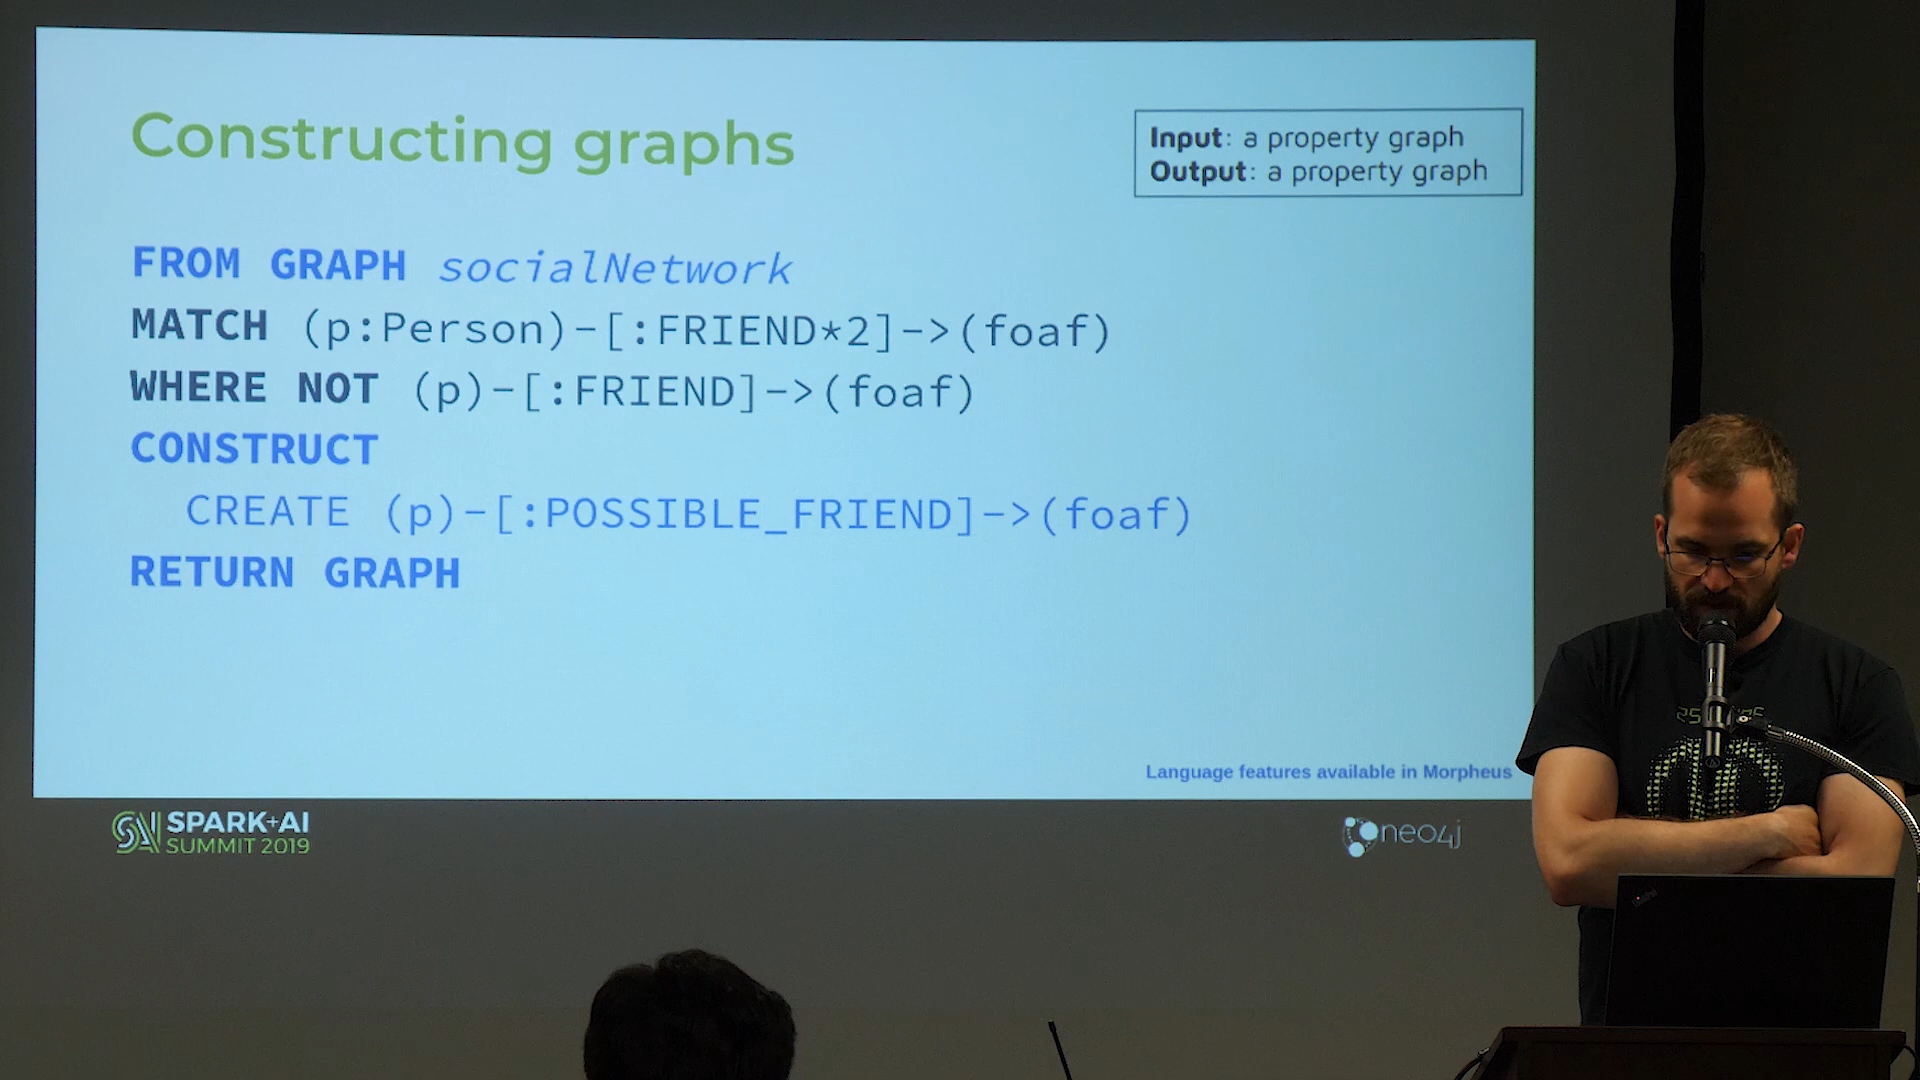 Constructing graphs
Input: a property graph
Output: a property graph
FROM GRAPH socialNetwork
MATCH (p:Person)-[:FRIEND*2]->(foaf)
WHERE NOT (p)-[:FRIEND]->(foaf)
CONSTRUCT
CREATE (p)-[:POSSIBLE_FRIEND]->(foaf)
RETURN GRAPH
Language features available in Morpheus
SPARK+AI
SUMMIT 2019
neo4j